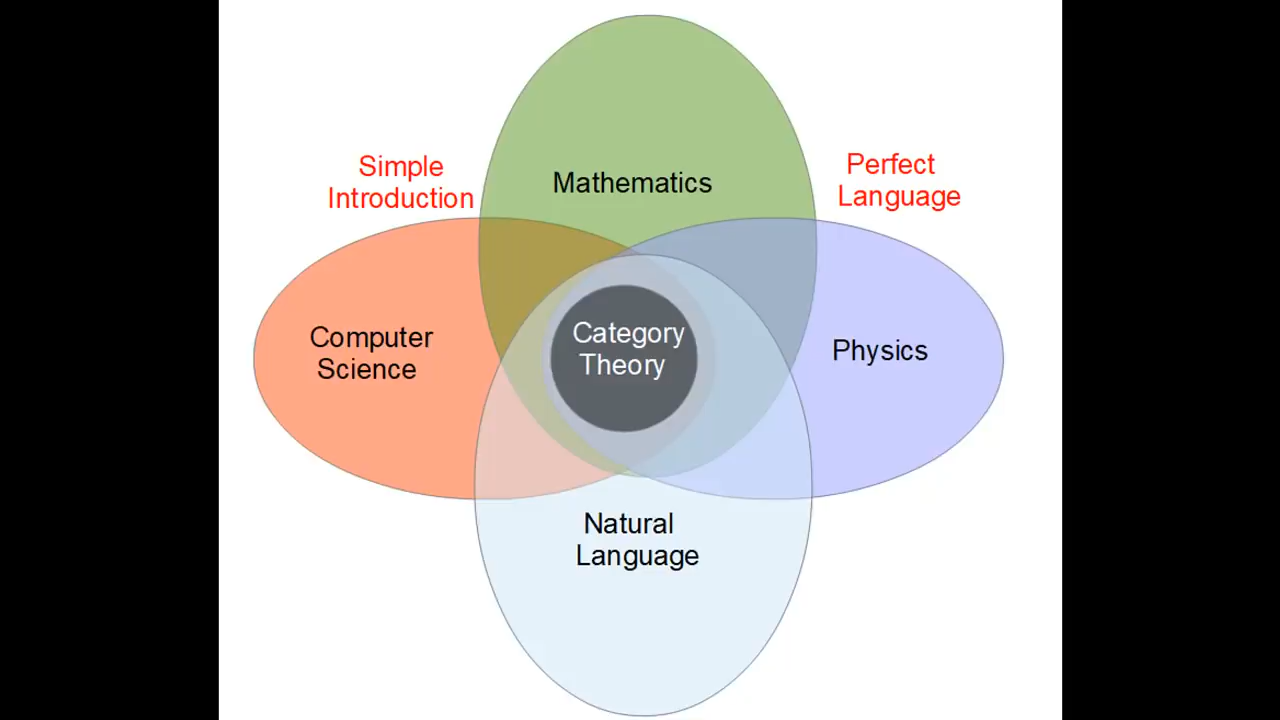 Simple
Introduction
Mathematics
Perfect
Language
Computer
Science
Category
Theory
Physics
Natural
Language